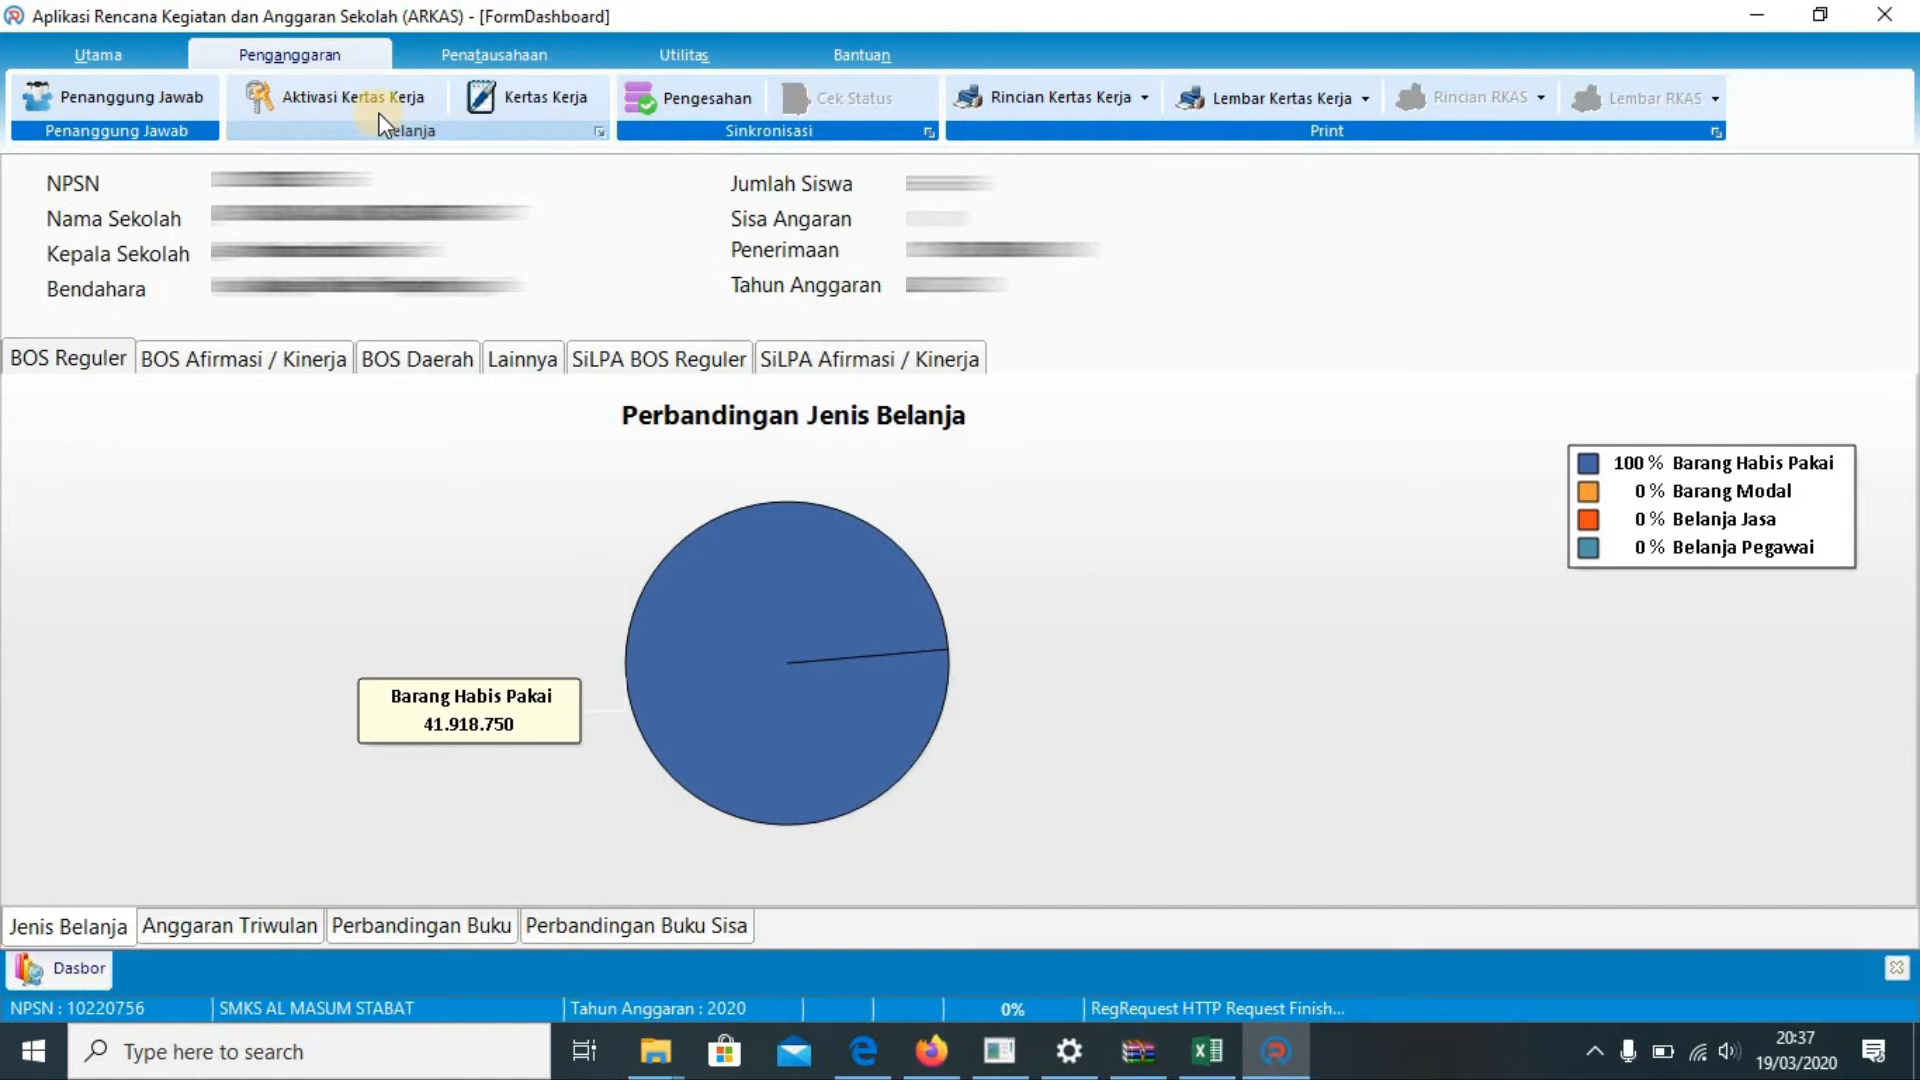 Aplikasi Rencana Kegiatan dan Anggaran Sekolah (ARKAS) - [FormDashboard]
Utama Penganggaran Penatausahaan Utilitas Bantuan
Penanggung Jawab Aktivasi Kertas Kerja Kertas Kerja Pengesahan Cek Status Rincian Kertas Kerja Lembar Kertas Kerja Rincian RKAS Lembar RKAS
Penanggung Jawab Belanja Sinkronisasi Print
NPSN Jumlah Siswa
Nama Sekolah Sisa Angaran
Kepala Sekolah Penerimaan
Bendahara Tahun Anggaran
BOS Reguler BOS Afirmasi / Kinerja BOS Daerah Lainnya SiLPA BOS Reguler SiLPA Afirmasi / Kinerja
Perbandingan Jenis Belanja
100 % Barang Habis Pakai
0 % Barang Modal
0 % Belanja Jasa
0 % Belanja Pegawai
Barang Habis Pakai
41.918.750
Jenis Belanja Anggaran Triwulan Perbandingan Buku Perbandingan Buku Sisa
Dasbor
NPSN : 10220756 SMKS AL MASUM STABAT Tahun Anggaran : 2020 0% RegRequest HTTP Request Finish...
Type here to search
20:37
19/03/2020